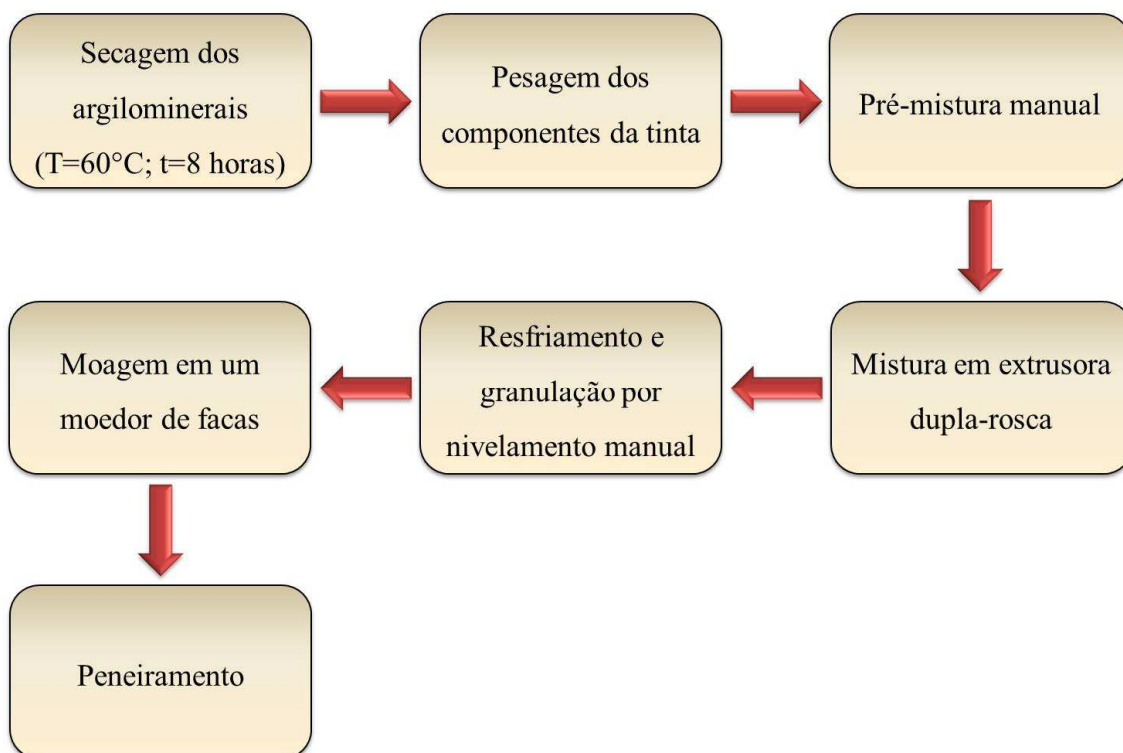 Secagem dos
argilominerais
(T=60°C; t=8 horas)
Pesagem dos
componentes da tinta
Pré-mistura manual
Mistura em extrusora
dupla-rosca
Resfriamento e
granulação por
nivelamento manual
Moagem em um
moedor de facas
Peneiramento